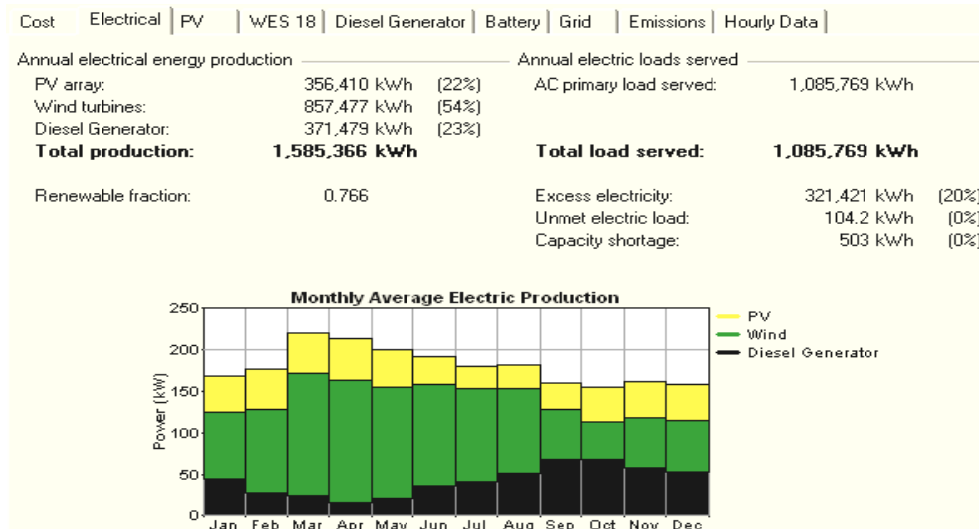 Cost Electrical PV WES 18 Diesel Generator Battery Grid Emissions Hourly Data
Annual electrical energy production
PV array: 356,410 kWh (22%)
Wind turbines: 857,477 kWh (54%)
Diesel Generator: 371,479 kWh (23%)
Total production: 1,585,366 kWh
Renewable fraction: 0.766
Annual electric loads served
AC primary load served: 1,085,769 kWh
Total load served: 1,085,769 kWh
Excess electricity: 321,421 kWh (20%)
Unmet electric load: 104.2 kWh (0%)
Capacity shortage: 503 kWh (0%)
Monthly Average Electric Production
250
200
150
100
50
0
Power (kW)
Jan Feb Mar Apr May Jun Jul Aug Sep Oct Nov Dec
PV
Wind
Diesel Generator